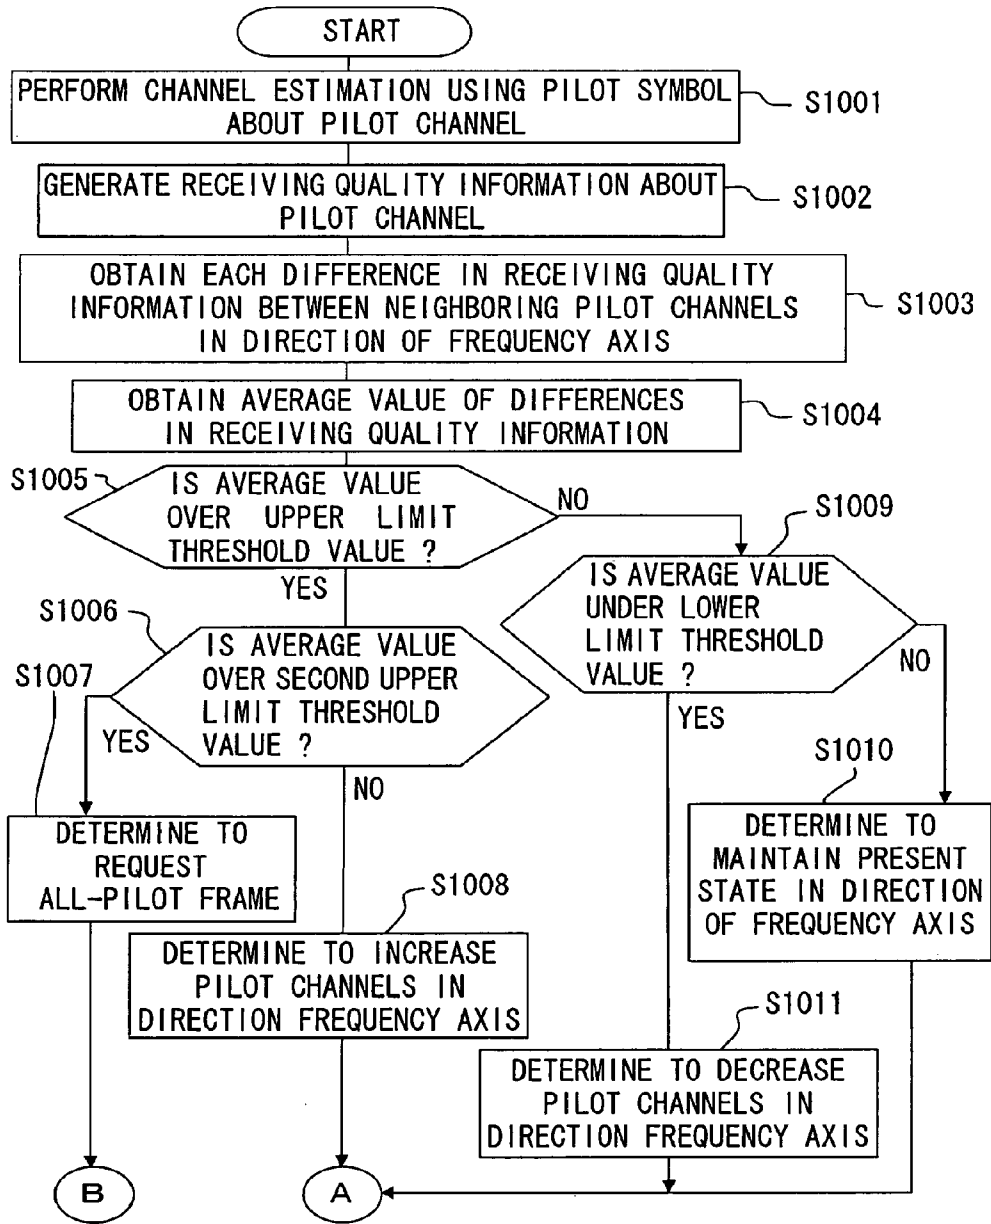 START
PERFORM CHANNEL ESTIMATION USING PILOT SYMBOL
ABOUT PILOT CHANNEL
S1001
GENERATE RECEIVING QUALITY INFORMATION ABOUT
PILOT CHANNEL
S1002
OBTAIN EACH DIFFERENCE IN RECEIVING QUALITY
INFORMATION BETWEEN NEIGHBORING PILOT CHANNELS
IN DIRECTION OF FREQUENCY AXIS
S1003
OBTAIN AVERAGE VALUE OF DIFFERENCES
IN RECEIVING QUALITY INFORMATION
S1004
S1005
IS AVERAGE VALUE
OVER UPPER LIMIT
THRESHOLD VALUE ?
NO
YES
S1009
IS AVERAGE VALUE
UNDER LOWER
LIMIT THRESHOLD
VALUE ?
NO
YES
S1006
IS AVERAGE VALUE
OVER SECOND UPPER
LIMIT THRESHOLD
VALUE ?
YES
NO
S1007
DETERMINE TO
REQUEST
ALL-PILOT FRAME
S1010
DETERMINE TO
MAINTAIN PRESENT
STATE IN DIRECTION
OF FREQUENCY AXIS
S1008
DETERMINE TO INCREASE
PILOT CHANNELS IN
DIRECTION FREQUENCY AXIS
S1011
DETERMINE TO DECREASE
PILOT CHANNELS IN
DIRECTION FREQUENCY AXIS
B
A